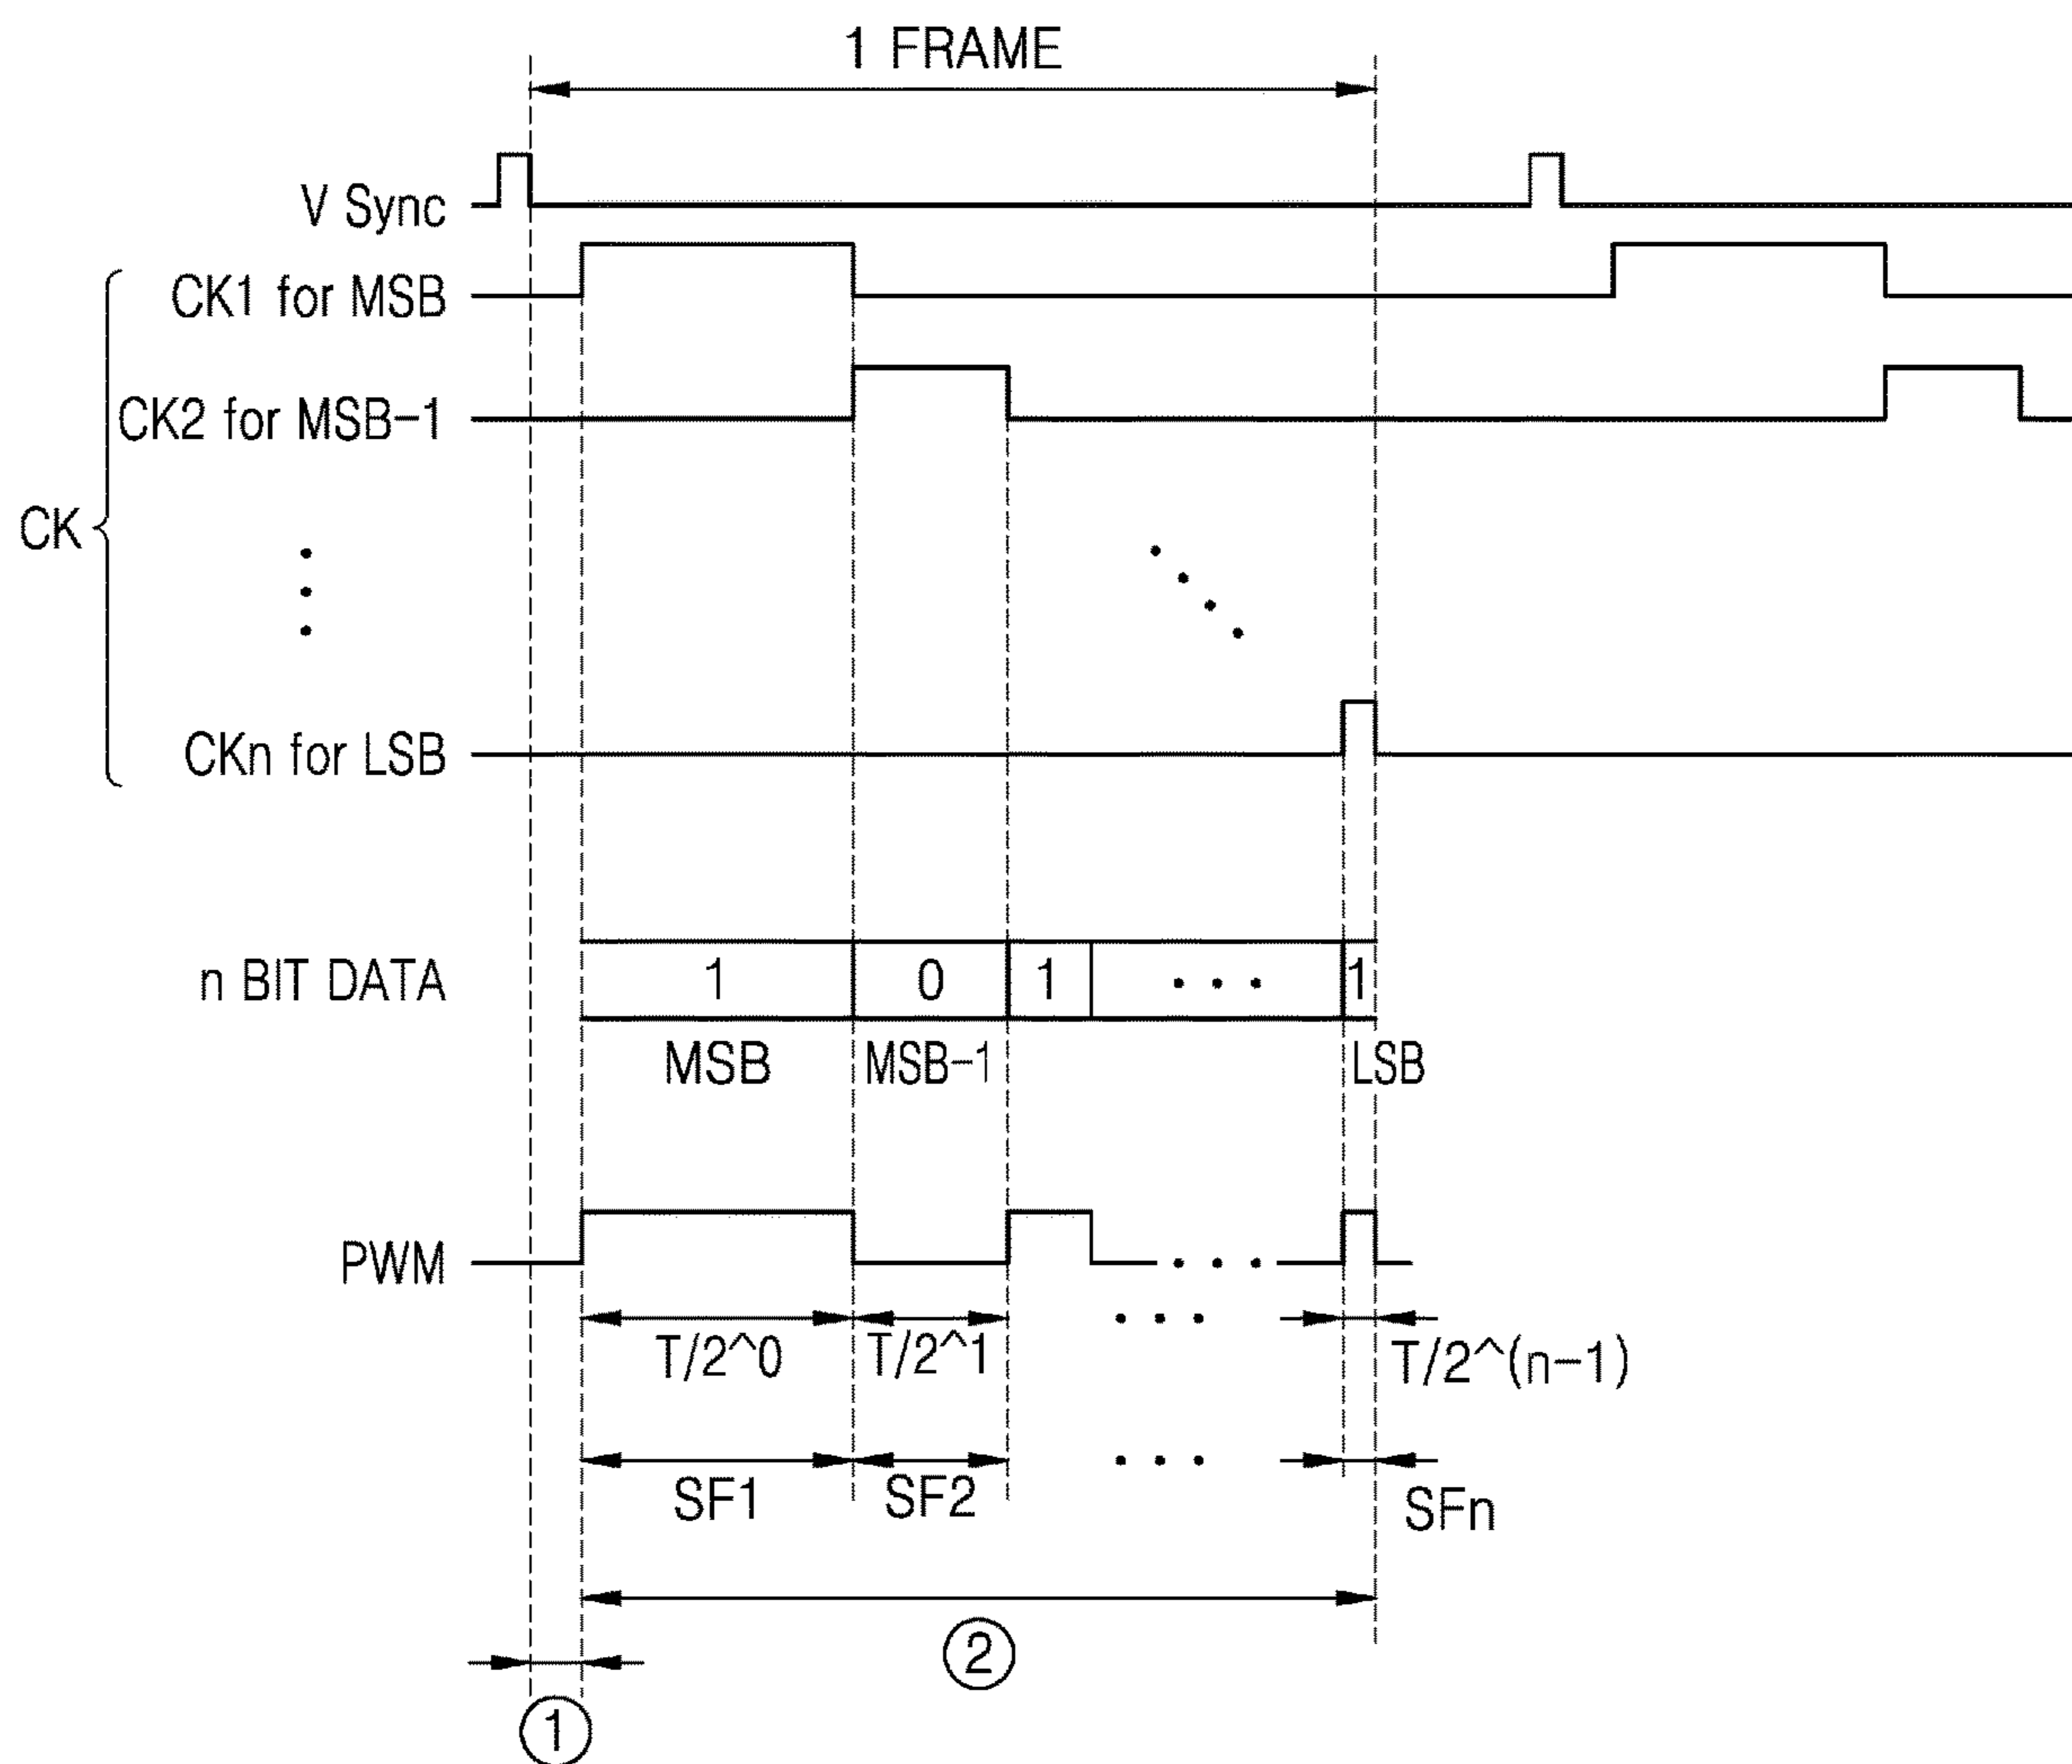 1 FRAME
V Sync
CK1 for MSB
CK2 for MSB-1
CK
CKn for LSB
n BIT DATA 1 0 1 ··· 1
MSB MSB-1 LSB
PWM ···
···
T/2^0 T/2^1 T/2^(n-1)
···
SF1 SF2 SFn
②
①